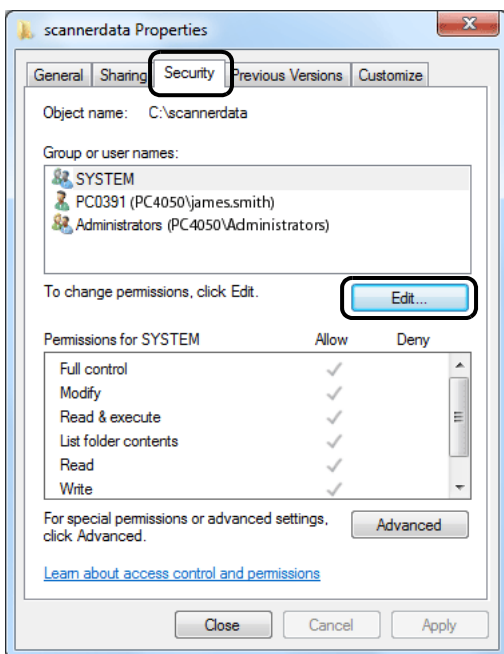 scannerdata Properties
General Sharing Security Previous Versions Customize
Object name: C:\scannerdata
Group or user names:
SYSTEM
PC0391 (PC4050\james.smith)
Administrators (PC4050\Administrators)
To change permissions, click Edit.
Edit...
Permissions for SYSTEM Allow Deny
Full control
Modify
Read & execute
List folder contents
Read
Write
For special permissions or advanced settings,
click Advanced.
Advanced
Learn about access control and permissions
Close Cancel Apply